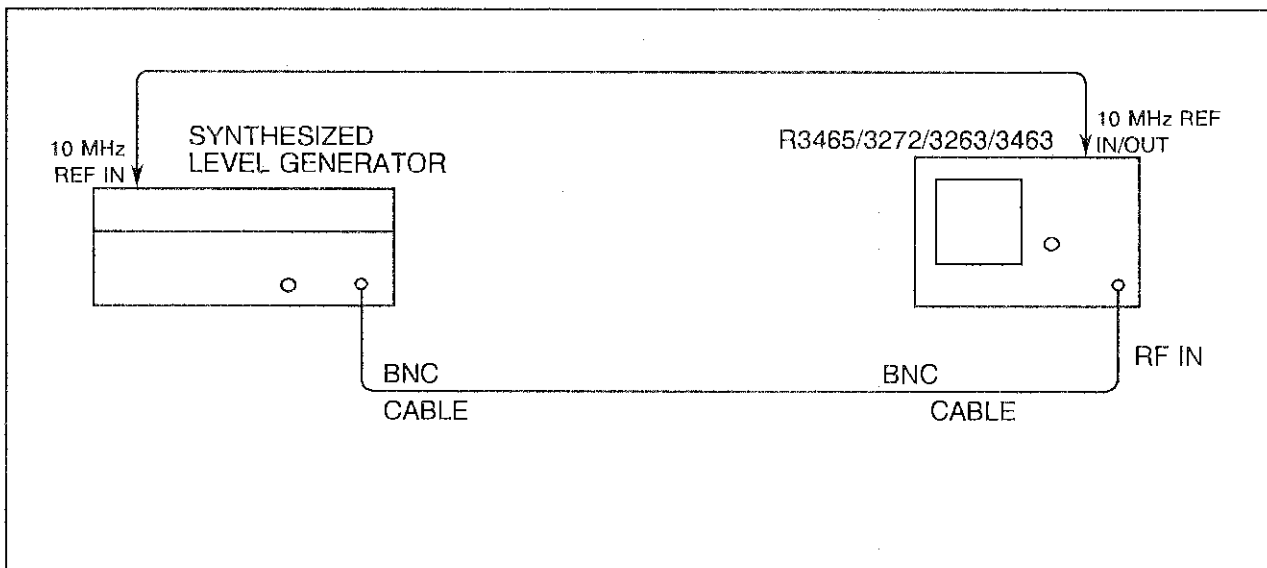 10 MHz
REF IN
SYNTHESIZED
LEVEL GENERATOR
R3465/3272/3263/3463
10 MHz REF
IN/OUT
RF IN
BNC
CABLE
BNC
CABLE